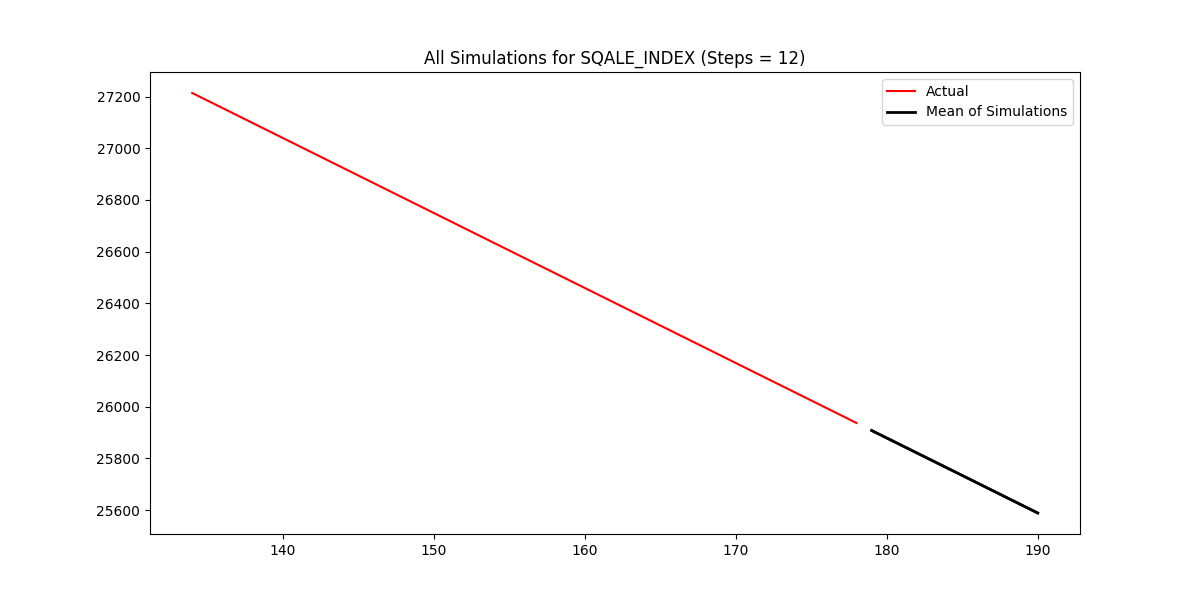 All Simulations for SQALE_INDEX (Steps = 12)
Actual
Mean of Simulations
27200
27000
26800
26600
26400
26200
26000
25800
25600
140 150 160 170 180 190